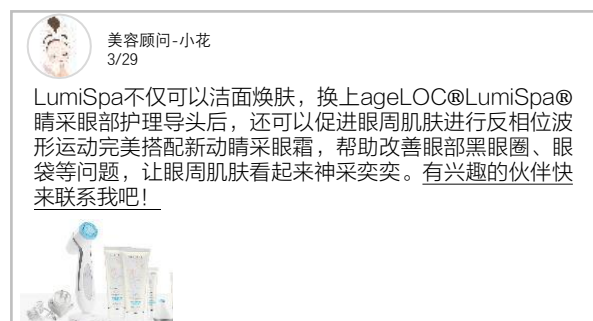 美容顾问-小花
3/29
LumiSpa不仅可以洁面焕肤，换上ageLOC®LumiSpa®
睛采眼部护理导头后，还可以促进眼周肌肤进行反相位波
形运动完美搭配新动睛采眼霜，帮助改善眼部黑眼圈、眼
袋等问题，让眼周肌肤看起来神采奕奕。有兴趣的伙伴快
来联系我吧！